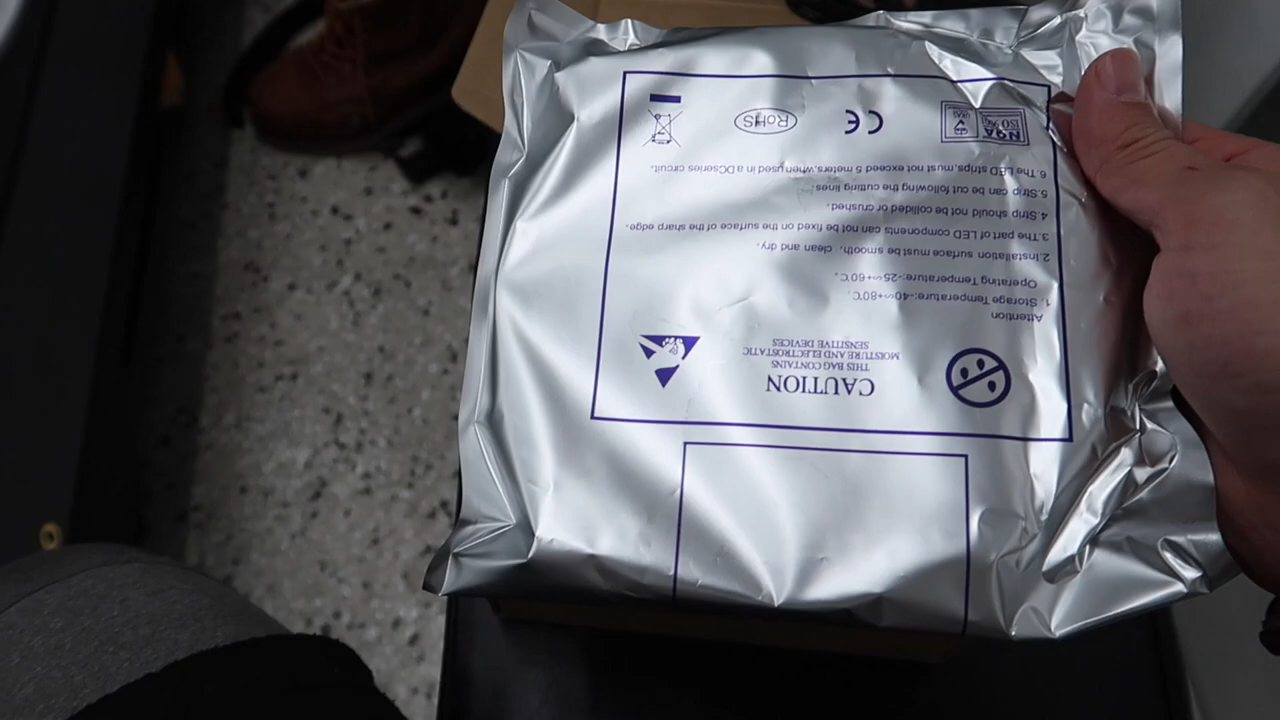 CAUTION
THIS BAG CONTAINS
MOISTURE AND ELECTROSTATIC
SENSITIVE DEVICES
Attention
1. Storage Temperature:-40~+80℃.
Operating Temperature:-25~+60℃.
2.Installation surface must be smooth, clean and dry.
3.The part of LED components can not be fixed on the surface of the sharp edge.
4.Strip should not be collided or crushed.
5.Strip can be cut following the cutting lines.
6.The LED strips,must not exceed 5 meters,when used in a DCseries circuit.
NQA
ISO 9001
UKAS
CE
RoHS